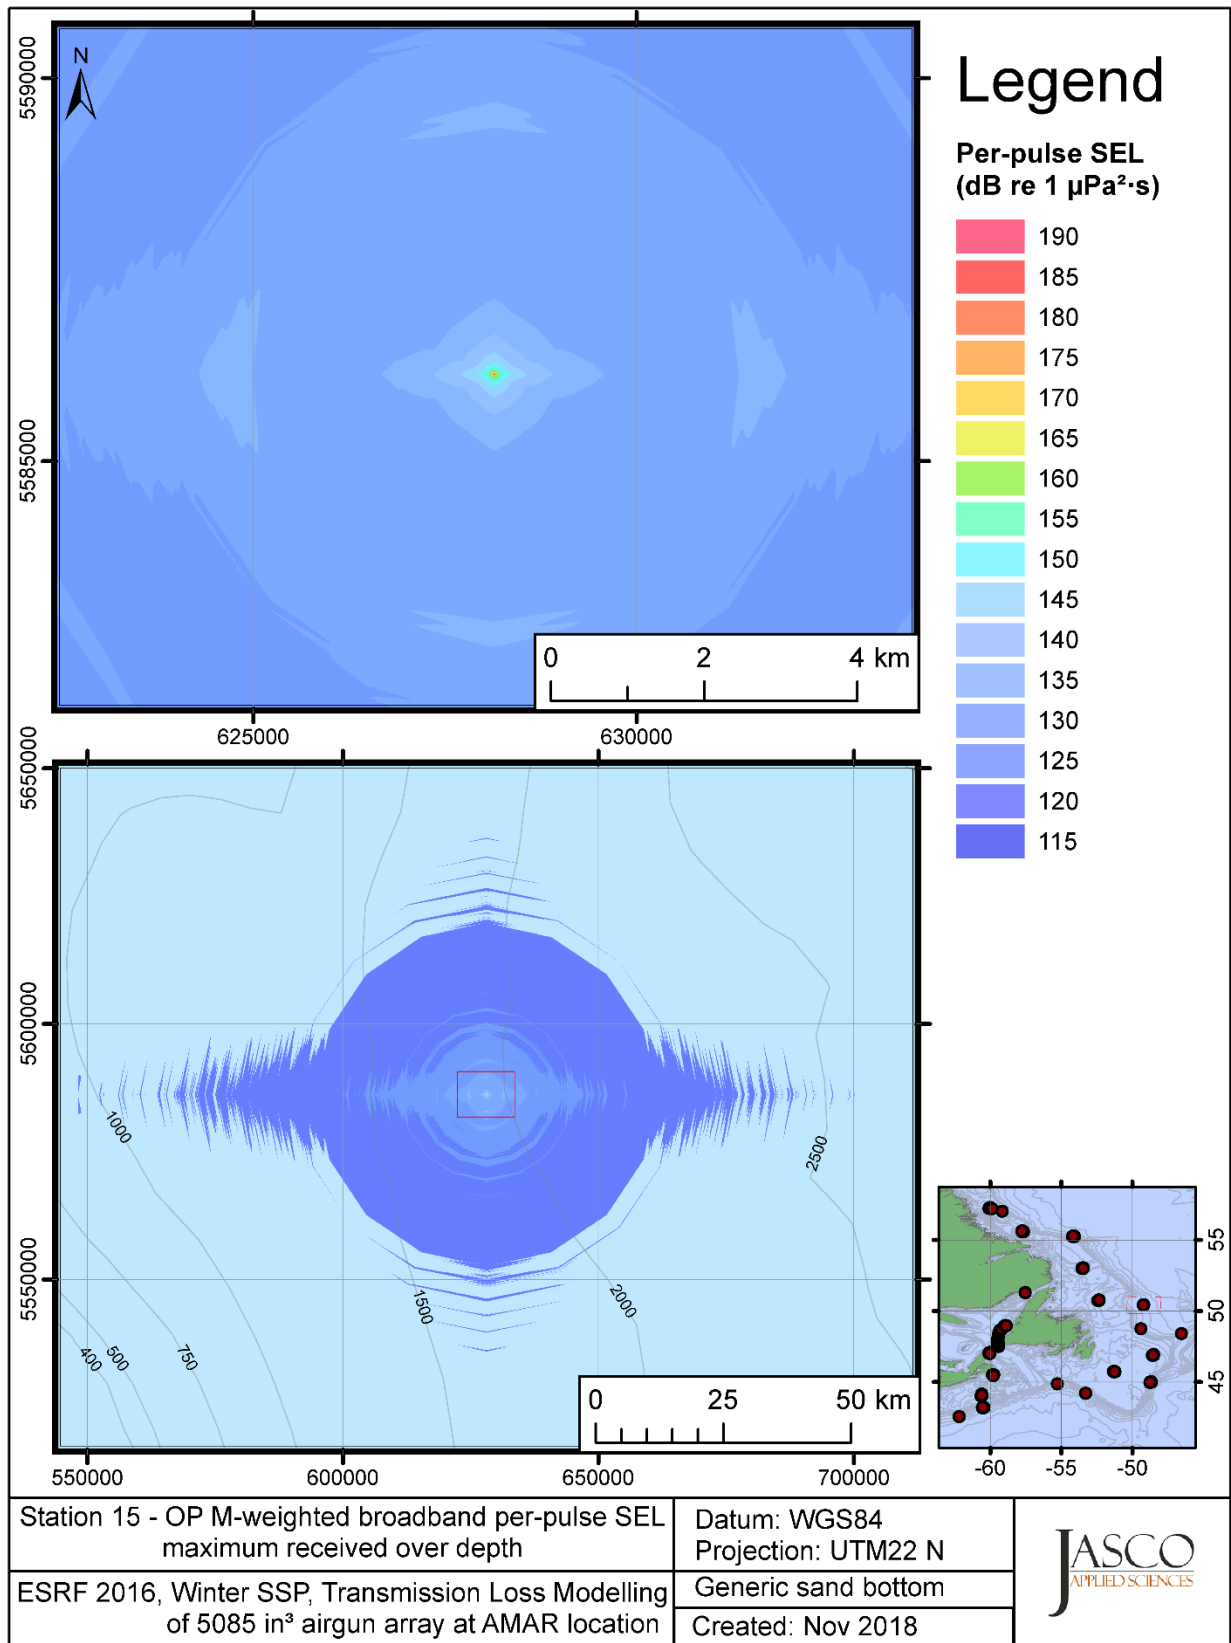 N
5590000
5585000
0 2 4 km
625000 630000
Legend
Per-pulse SEL
(dB re 1 µPa²·s)
190
185
180
175
170
165
160
155
150
145
140
135
130
125
120
115
5650000
5600000
5550000
1000
2500
1500
2000
400
500
750
0 25 50 km
550000 600000 650000 700000
55
50
45
-60 -55 -50
Station 15 - OP M-weighted broadband per-pulse SEL
maximum received over depth
ESRF 2016, Winter SSP, Transmission Loss Modelling
of 5085 in³ airgun array at AMAR location
Datum: WGS84
Projection: UTM22 N
Generic sand bottom
Created: Nov 2018
JASCO
APPLIED SCIENCES